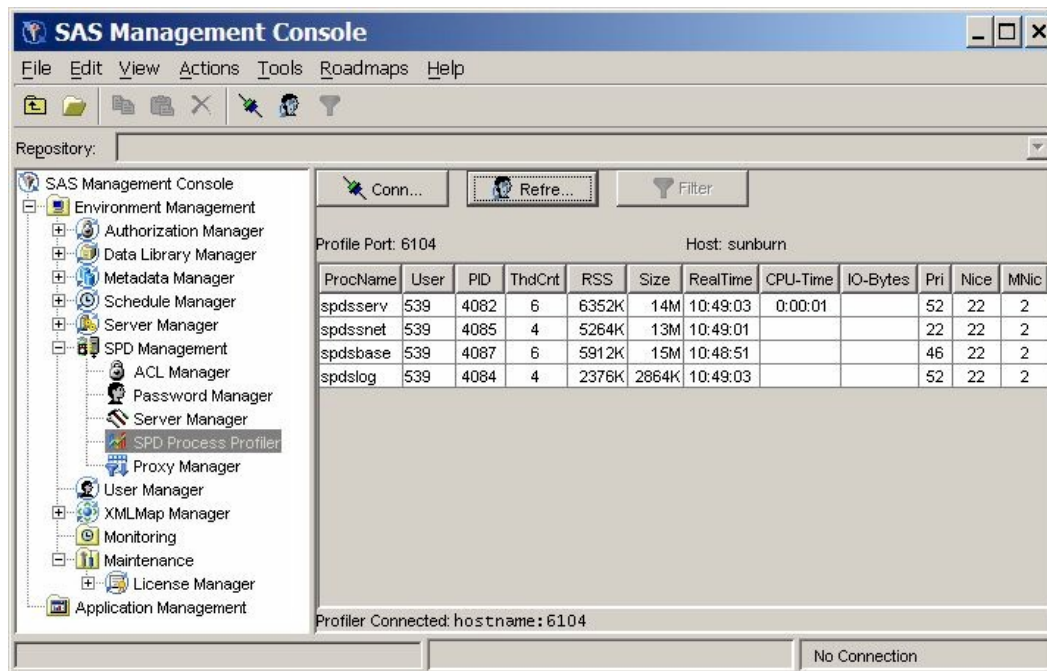 SAS Management Console
File Edit View Actions Tools Roadmaps Help
Repository:
SAS Management Console
Environment Management
Authorization Manager
Data Library Manager
Metadata Manager
Schedule Manager
Server Manager
SPD Management
ACL Manager
Password Manager
Server Manager
SPD Process Profiler
Proxy Manager
User Manager
XMLMap Manager
Monitoring
Maintenance
License Manager
Application Management
Conn... Refre... Filter
Profile Port: 6104 Host: sunburn
ProcName User PID ThdCnt RSS Size RealTime CPU-Time IO-Bytes Pri Nice MNic
spdsserv 539 4082 6 6352K 14M 10:49:03 0:00:01 52 22 2
spdssnet 539 4085 4 5264K 13M 10:49:01 22 22 2
spdsbase 539 4087 6 5912K 15M 10:48:51 46 22 2
spdslog 539 4084 4 2376K 2864K 10:49:03 52 22 2
Profiler Connected: hostname:6104
No Connection